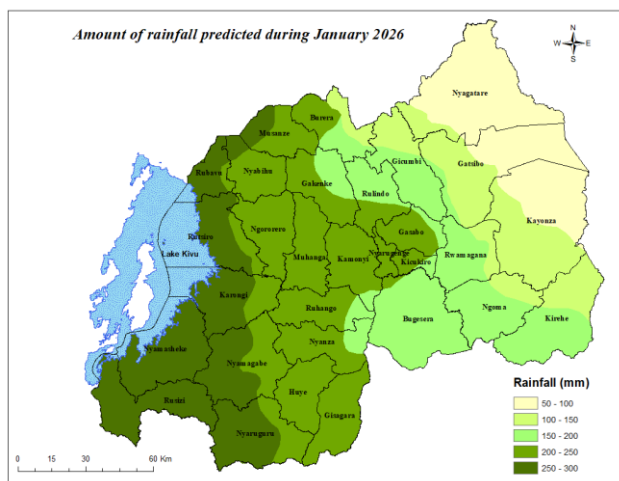 Amount of rainfall predicted during January 2026
N
W E
S
Nyagatare
Burera
Musanze
Gicumbi
Gatsibo
Rubavu
Nyabihu
Gakenke
Rulindo
Kayonza
Rutsiro
Ngororero
Gasabo
Lake Kivu
Muhanga
Kamonyi
Nyarugenge
Kicukiro
Rwamagana
Karongi
Ruhango
Bugesera
Ngoma
Kirehe
Nyamasheke
Nyamagabe
Nyanza
Rusizi
Huye
Gisagara
Nyaruguru
Rainfall (mm)
50 - 100
100 - 150
150 - 200
200 - 250
250 - 300
0 15 30 60 Km